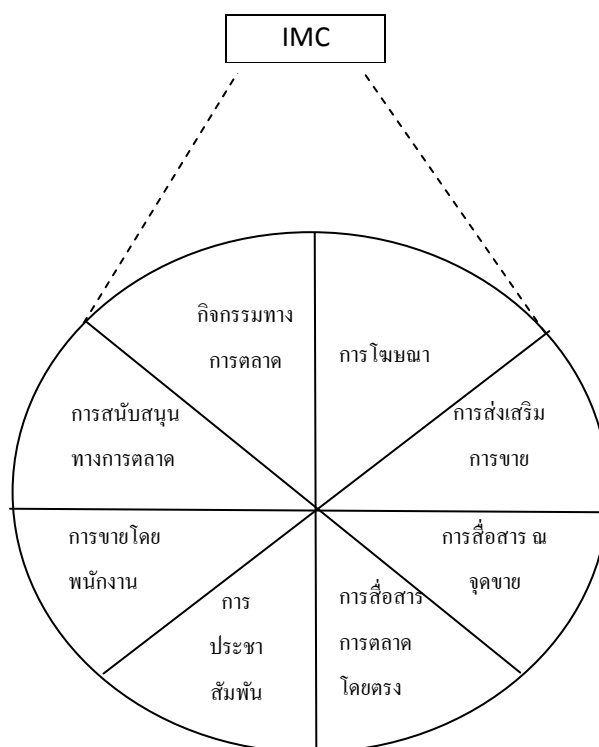 IMC
กิจกรรมทาง
การตลาด
การโฆษณา
การสนับสนุน
ทางการตลาด
การส่งเสริม
การขาย
การขายโดย
พนักงาน
การสื่อสาร ณ
จุดขาย
การ
ประชา
สัมพัน
การสื่อสาร
การตลาด
โดยตรง